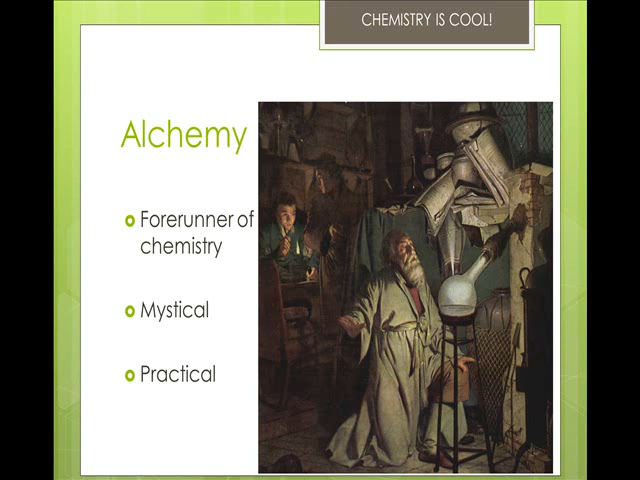 CHEMISTRY IS COOL!
Alchemy
Forerunner of
chemistry
Mystical
Practical